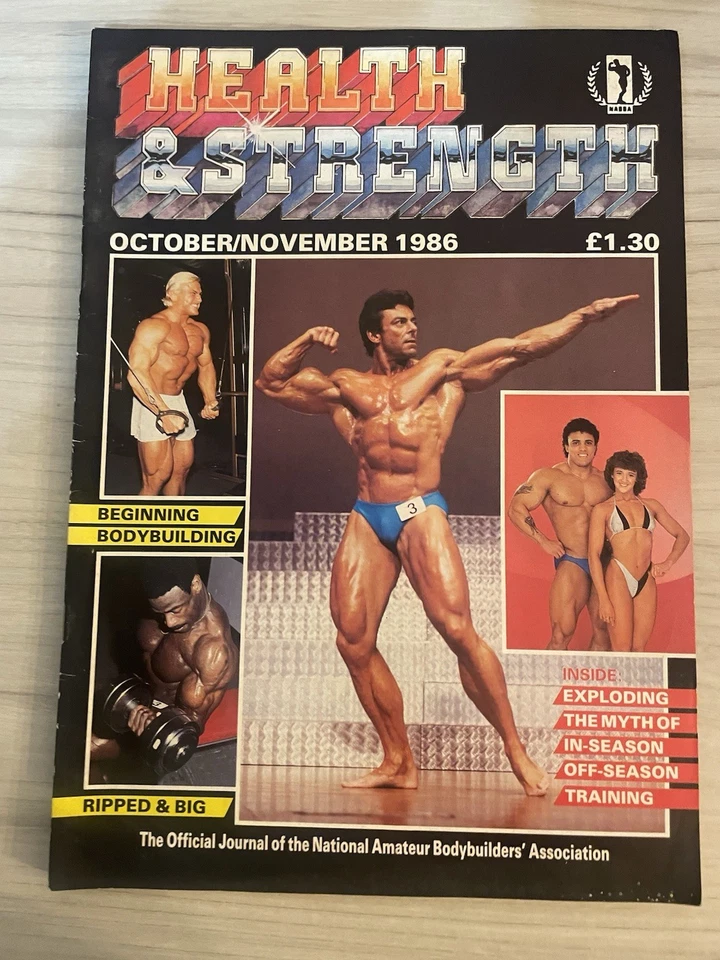 HEALTH
& STRENGTH
NABBA
OCTOBER/NOVEMBER 1986
£1.30
3
BEGINNING
BODYBUILDING
RIPPED & BIG
INSIDE:
EXPLODING
THE MYTH OF
IN-SEASON
OFF-SEASON
TRAINING
The Official Journal of the National Amateur Bodybuilders' Association